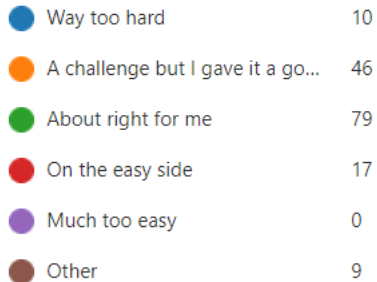 Way too hard 10
A challenge but I gave it a go... 46
About right for me 79
On the easy side 17
Much too easy 0
Other 9